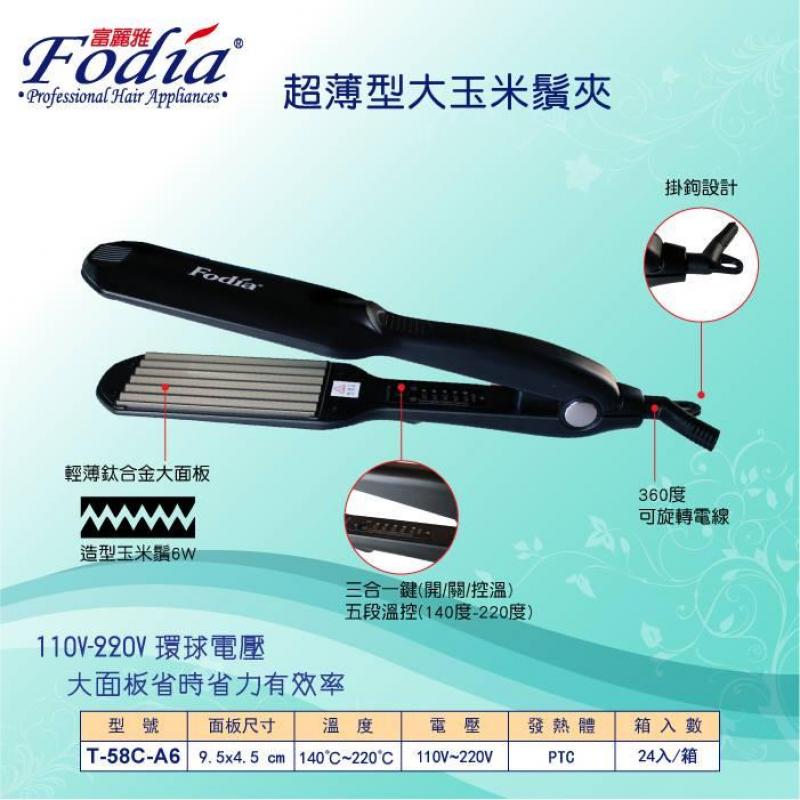 富麗雅
Fodia®
•Professional Hair Appliances•
超薄型大玉米鬚夾
掛鉤設計
Fodia
輕薄鈦合金大面板
造型玉米鬚6W
360度
可旋轉電線
三合一鍵(開/關/控溫)
五段溫控(140度-220度)
110V-220V 環球電壓
大面板省時省力有效率
型號 面板尺寸 溫度 電壓 發熱體 箱入數
T-58C-A6 9.5x4.5 cm 140°C~220°C 110V~220V PTC 24入/箱